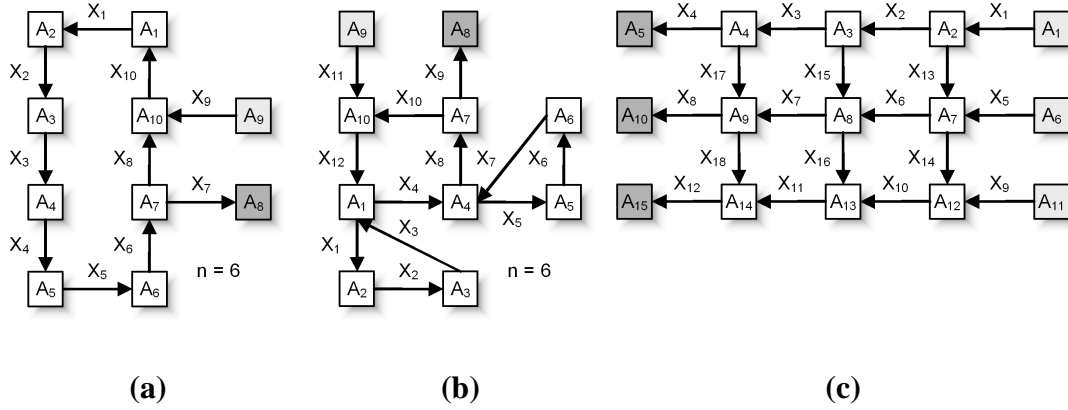 X1
A2 A1
X2 X10
X9
A3 A10 A9
X3 X8
X7
A4 A7 A8
X4 X6
X5 n = 6
A5 A6
(a)
A9 A8
X11 X9
X10
A10 A7 A6
X12 X8 X7 X6
X4
A1 A4 A5
X3 X5
X1 X2 n = 6
A2 A3
(b)
X4 X3 X2 X1
A5 A4 A3 A2 A1
X17 X15 X13
X8 X7 X6 X5
A10 A9 A8 A7 A6
X18 X16 X14
X12 X11 X10 X9
A15 A14 A13 A12 A11
(c)